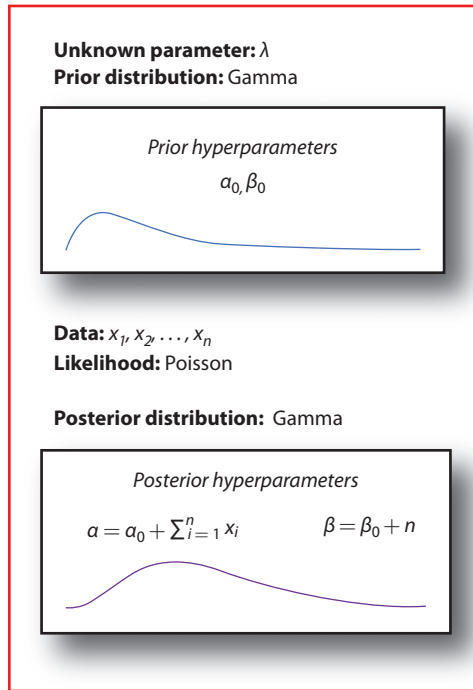 Unknown parameter: λ
Prior distribution: Gamma
Prior hyperparameters
α₀, β₀
Data: x₁, x₂, . . . , xₙ
Likelihood: Poisson
Posterior distribution: Gamma
Posterior hyperparameters
α = α₀ + ∑ⁿᵢ₌₁ xᵢ β = β₀ + n